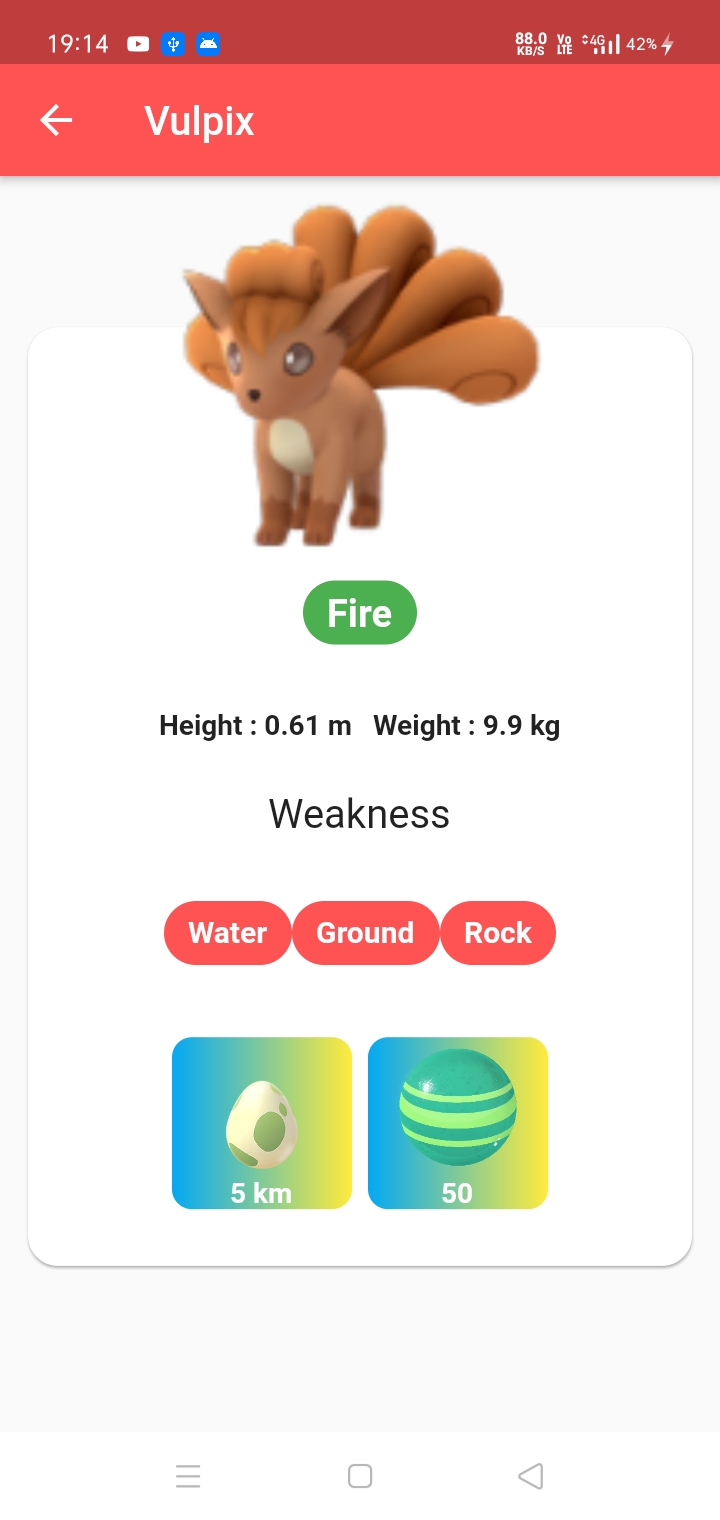 19:14 88.0 KB/S Vo LTE 4G 42%
Vulpix
Fire
Height : 0.61 m Weight : 9.9 kg
Weakness
Water Ground Rock
5 km 50